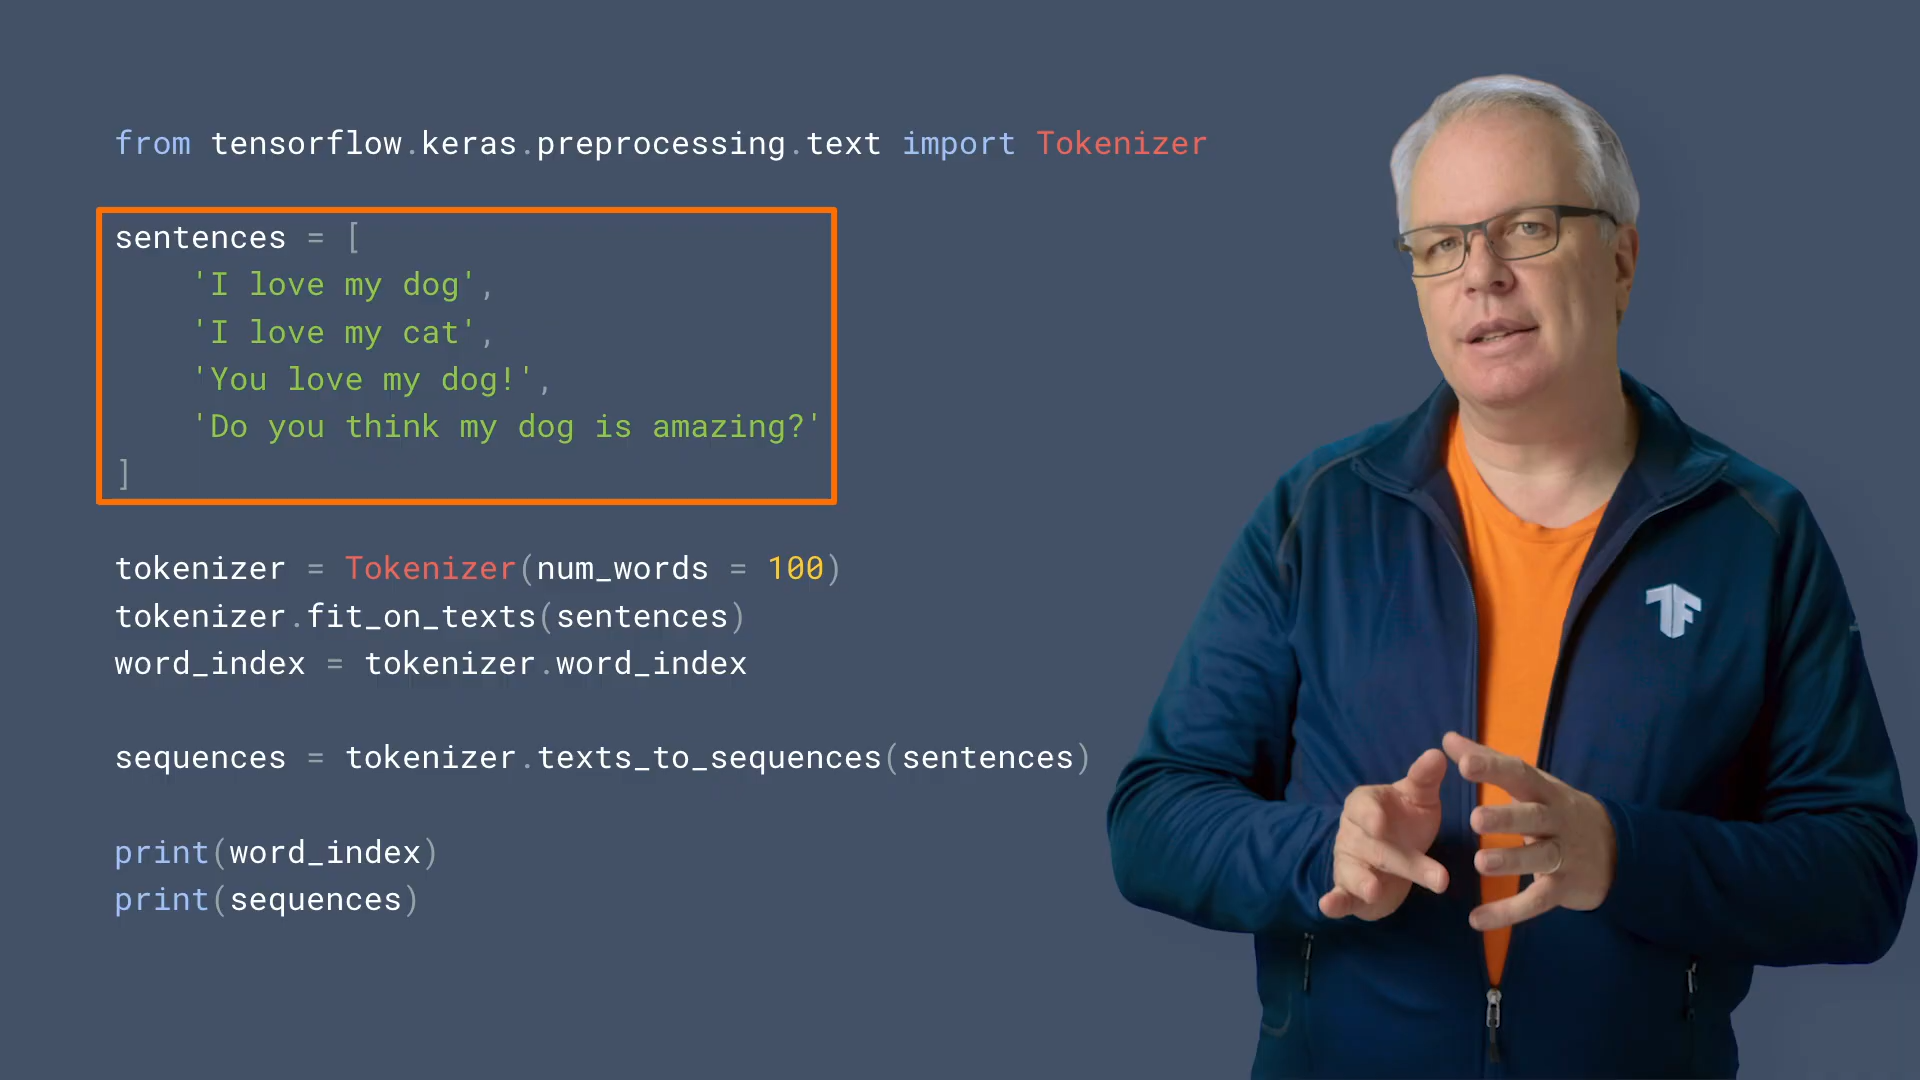 from tensorflow.keras.preprocessing.text import Tokenizer
sentences = [
    'I love my dog',
    'I love my cat',
    'You love my dog!',
    'Do you think my dog is amazing?'
]
tokenizer = Tokenizer(num_words = 100)
tokenizer.fit_on_texts(sentences)
word_index = tokenizer.word_index
sequences = tokenizer.texts_to_sequences(sentences)
print(word_index)
print(sequences)
TF